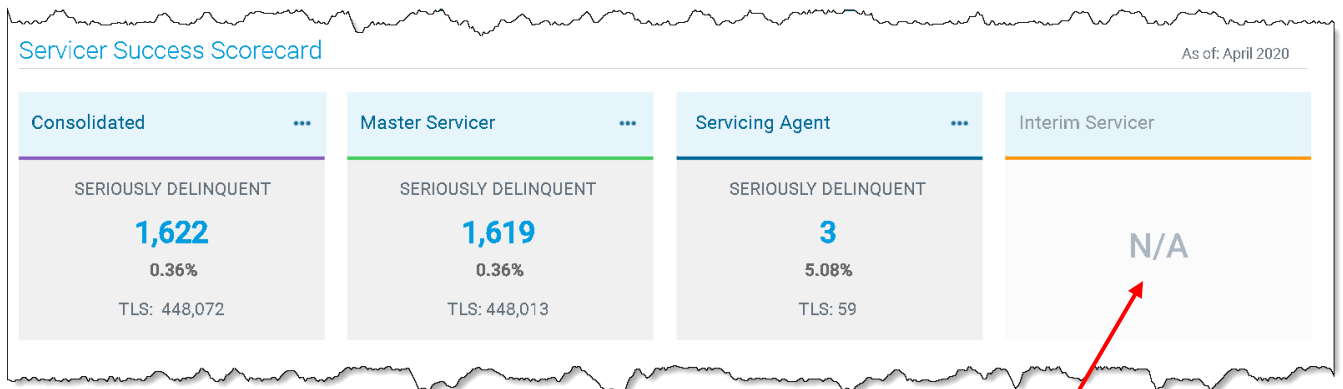 Servicer Success Scorecard
As of: April 2020
Consolidated •••
SERIOUSLY DELINQUENT
1,622
0.36%
TLS: 448,072
Master Servicer •••
SERIOUSLY DELINQUENT
1,619
0.36%
TLS: 448,013
Servicing Agent •••
SERIOUSLY DELINQUENT
3
5.08%
TLS: 59
Interim Servicer
N/A